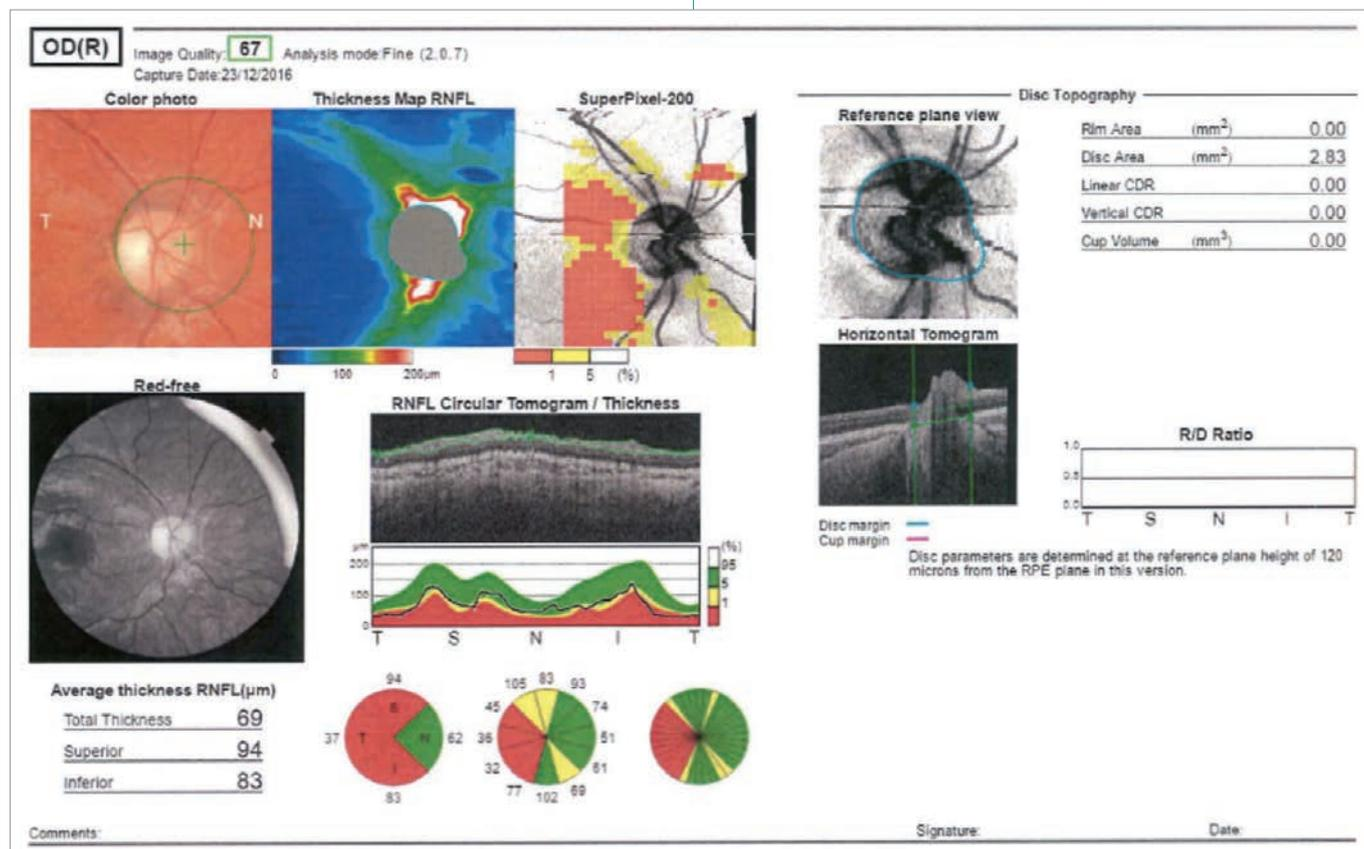 OD(R)
Image Quality: 67 Analysis mode:Fine (2.0.7)
Capture Date:23/12/2016
Color photo
Thickness Map RNFL
SuperPixel-200
T
N
0 100 200µm
1 5 (%)
Red-free
RNFL Circular Tomogram / Thickness
µm
200
100
0
T S N I T
(%)
95
5
1
Average thickness RNFL(µm)
Total Thickness 69
Superior 94
Inferior 83
94
37 T S N I 62
83
105 83 93
45 74
36 51
32 61
77 102 69
Disc Topography
Reference plane view
Rim Area (mm²) 0.00
Disc Area (mm²) 2.83
Linear CDR 0.00
Vertical CDR 0.00
Cup Volume (mm³) 0.00
Horizontal Tomogram
Disc margin
Cup margin
R/D Ratio
1.0
0.5
0.0
T S N I T
Disc parameters are determined at the reference plane height of 120
microns from the RPE plane in this version.
Comments:
Signature:
Date: